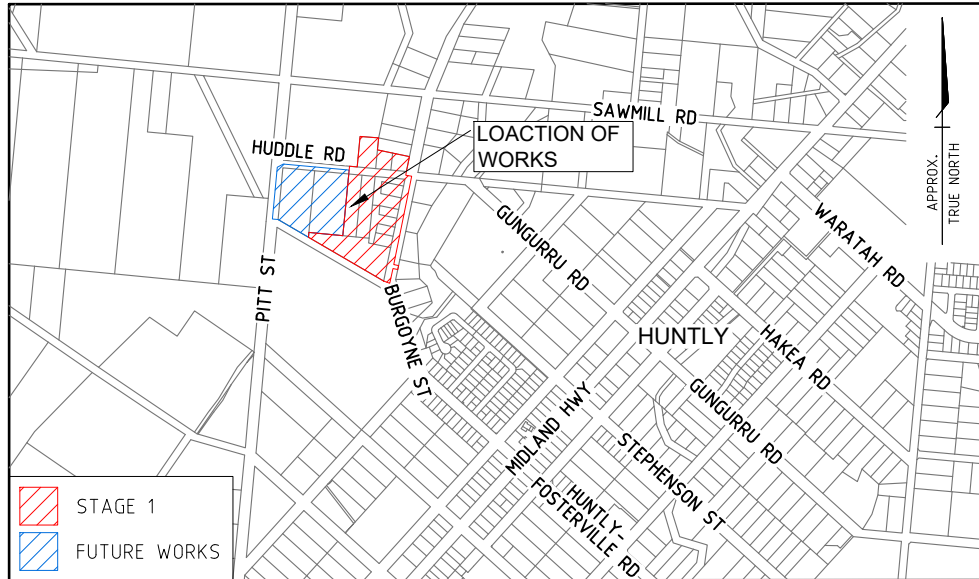 SAWMILL RD
LOACTION OF
WORKS
HUDDLE RD
APPROX.
TRUE NORTH
GUNGURRU RD
WARATAH RD
PITT ST
BURGOYNE ST
HUNTLY
HAKEA RD
GUNGURRU RD
MIDLAND HWY
STEPHENSON ST
HUNTLY-
FOSTERVILLE RD
STAGE 1
FUTURE WORKS